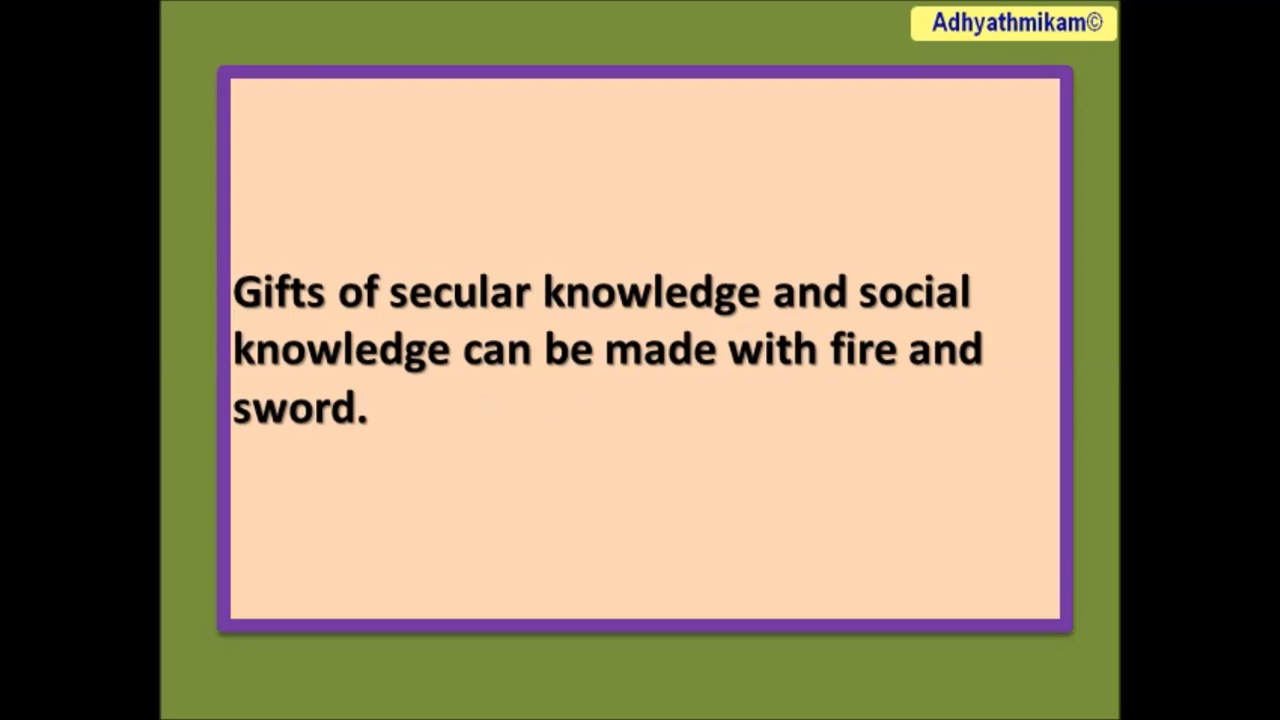 Adhyathmikam©
Gifts of secular knowledge and social
knowledge can be made with fire and
sword.